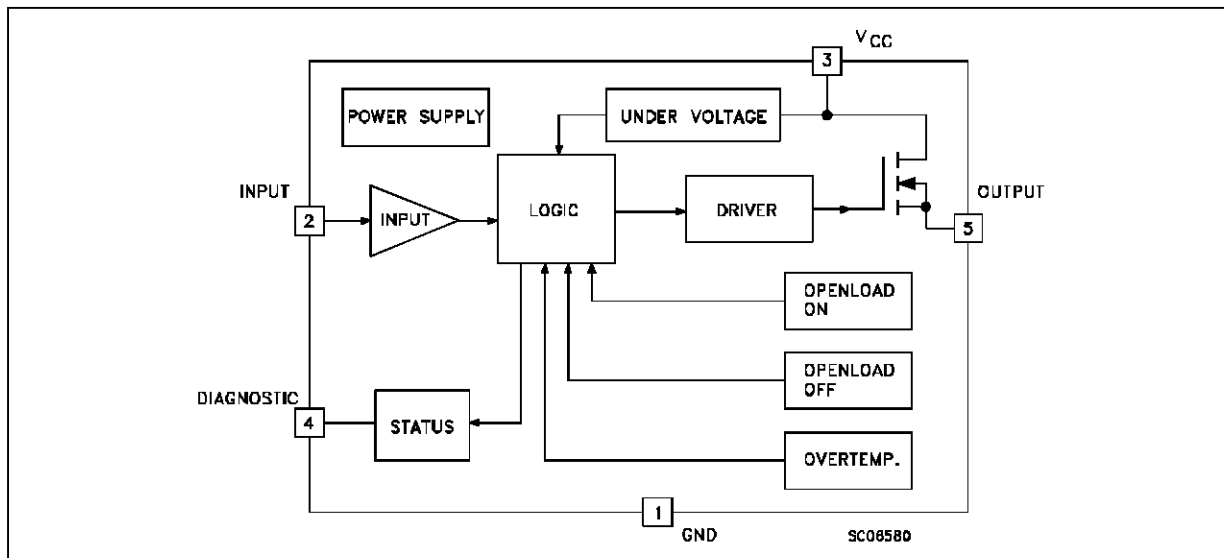 VCC
3
POWER SUPPLY
UNDER VOLTAGE
INPUT
2
INPUT
LOGIC
DRIVER
OUTPUT
5
OPENLOAD
ON
OPENLOAD
OFF
DIAGNOSTIC
4
STATUS
OVERTEMP.
1
GND
SC06580